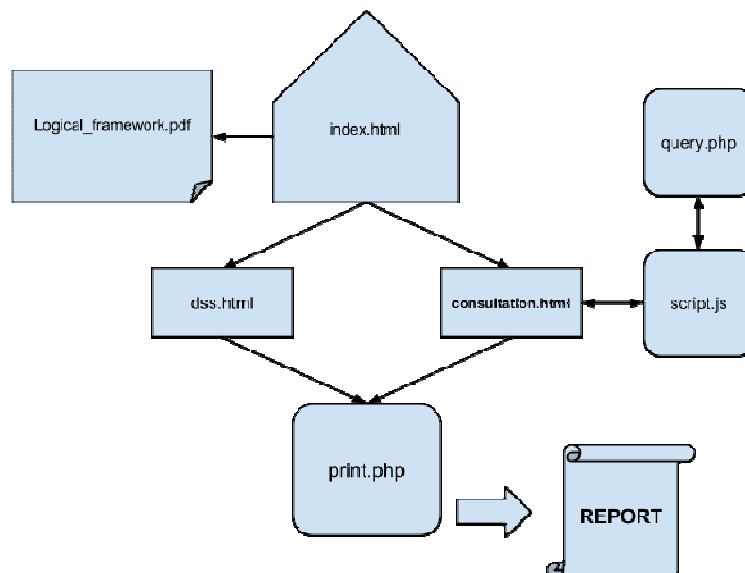 Logical_framework.pdf
index.html
query.php
dss.html
consultation.html
script.js
print.php
REPORT